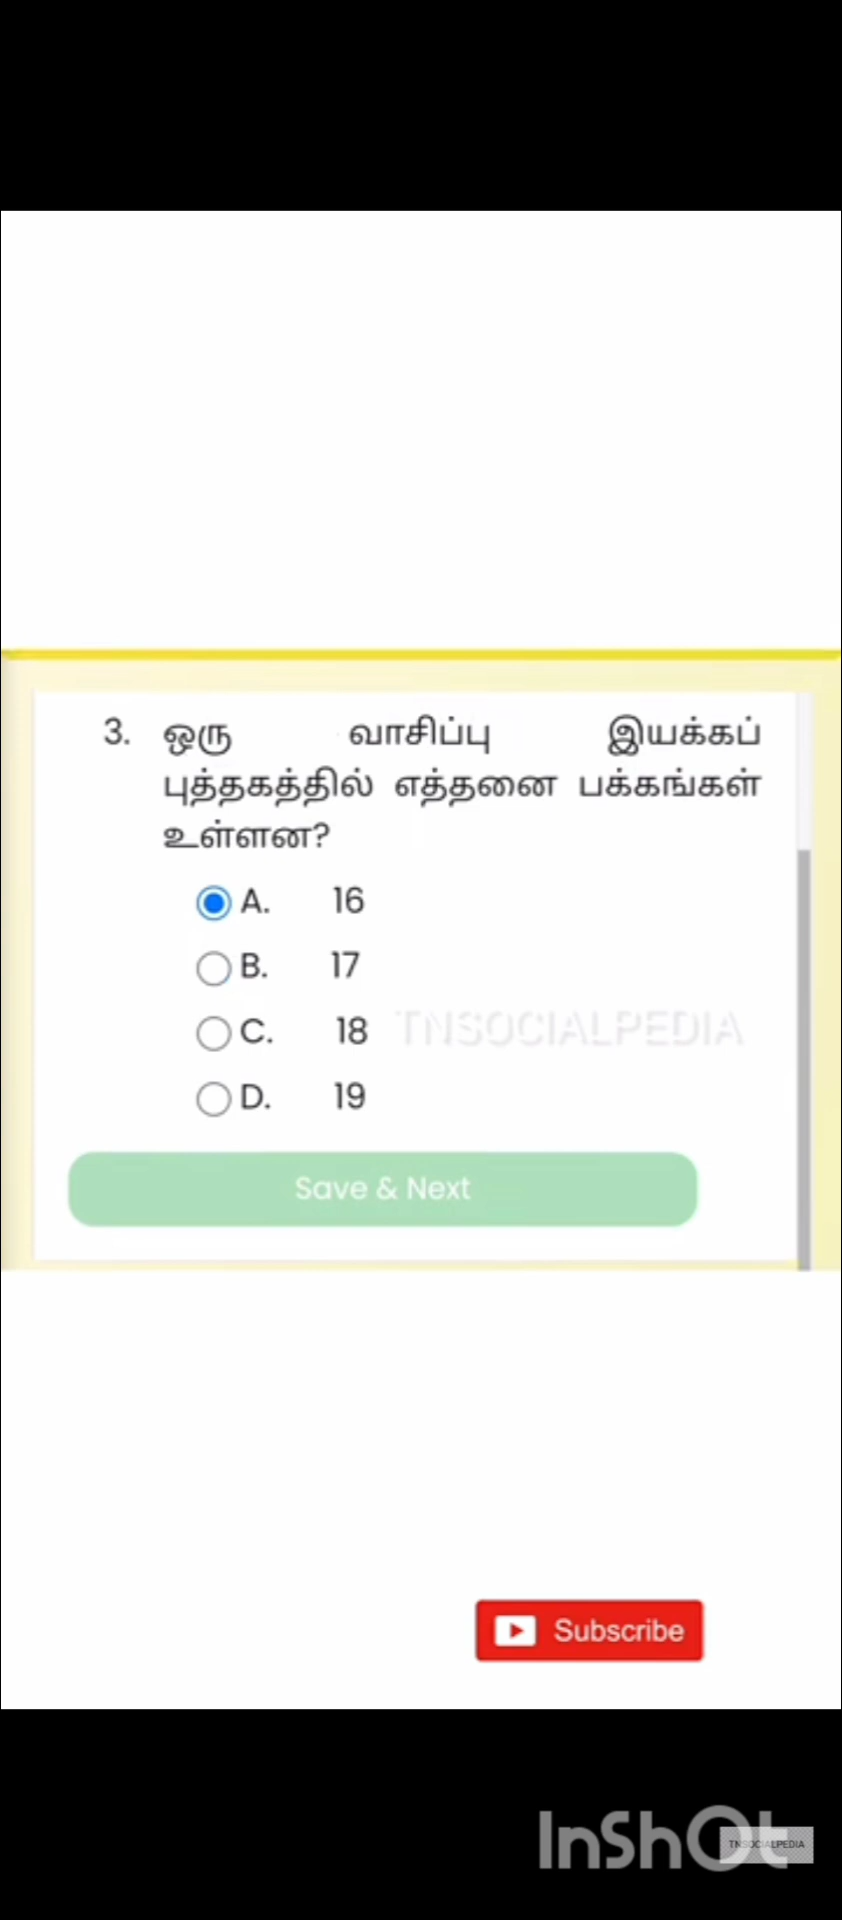 3. ஒரு வாசிப்பு இயக்கப்
புத்தகத்தில் எத்தனை பக்கங்கள்
உள்ளன?
A. 16
B. 17
C. 18
TNSOCIALPEDIA
D. 19
Save & Next
Subscribe
InShOt
TNSOCIALPEDIA